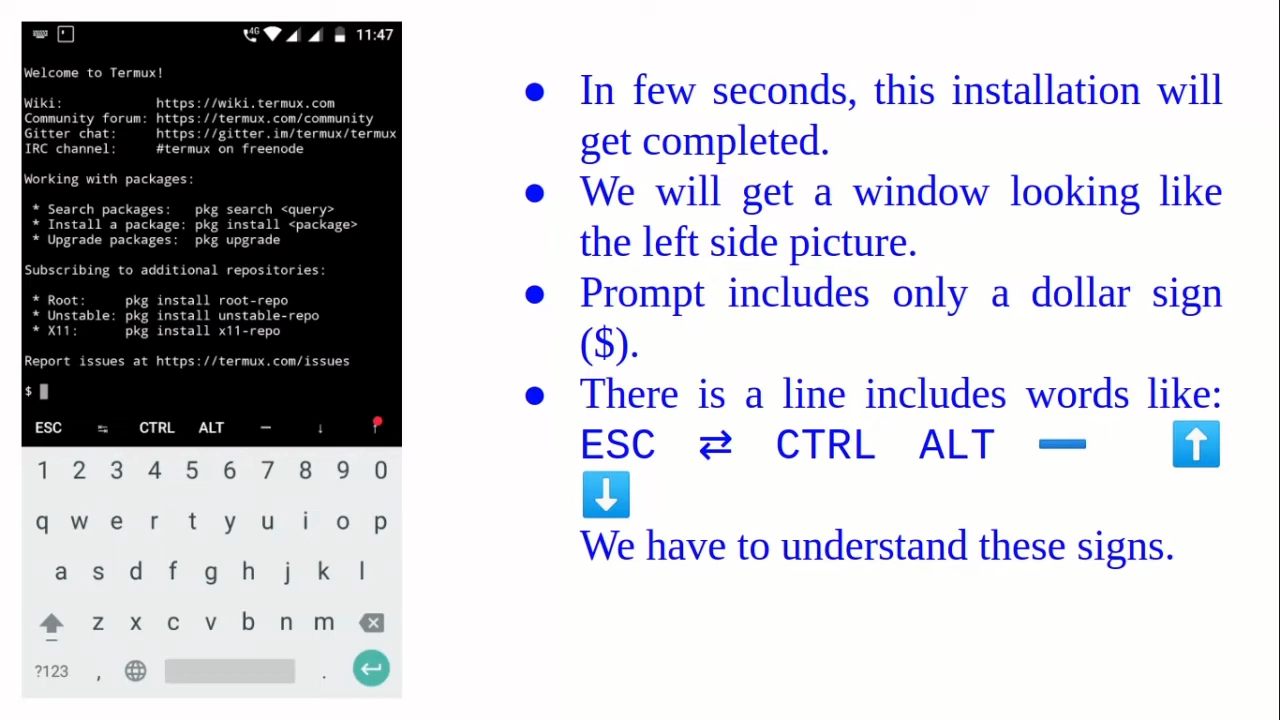 11:47
Welcome to Termux!
Wiki: https://wiki.termux.com
Community forum: https://termux.com/community
Gitter chat: https://gitter.im/termux/termux
IRC channel: #termux on freenode
Working with packages:
* Search packages: pkg search <query>
* Install a package: pkg install <package>
* Upgrade packages: pkg upgrade
Subscribing to additional repositories:
* Root: pkg install root-repo
* Unstable: pkg install unstable-repo
* X11: pkg install x11-repo
Report issues at https://termux.com/issues
$
ESC ⇆ CTRL ALT — ↓ ↑
1 2 3 4 5 6 7 8 9 0
q w e r t y u i o p
a s d f g h j k l
z x c v b n m
?123 , .
● In few seconds, this installation will
get completed.
● We will get a window looking like
the left side picture.
● Prompt includes only a dollar sign
($).
● There is a line includes words like:
ESC ⇄ CTRL ALT ➖ ⬆️
⬇️
We have to understand these signs.